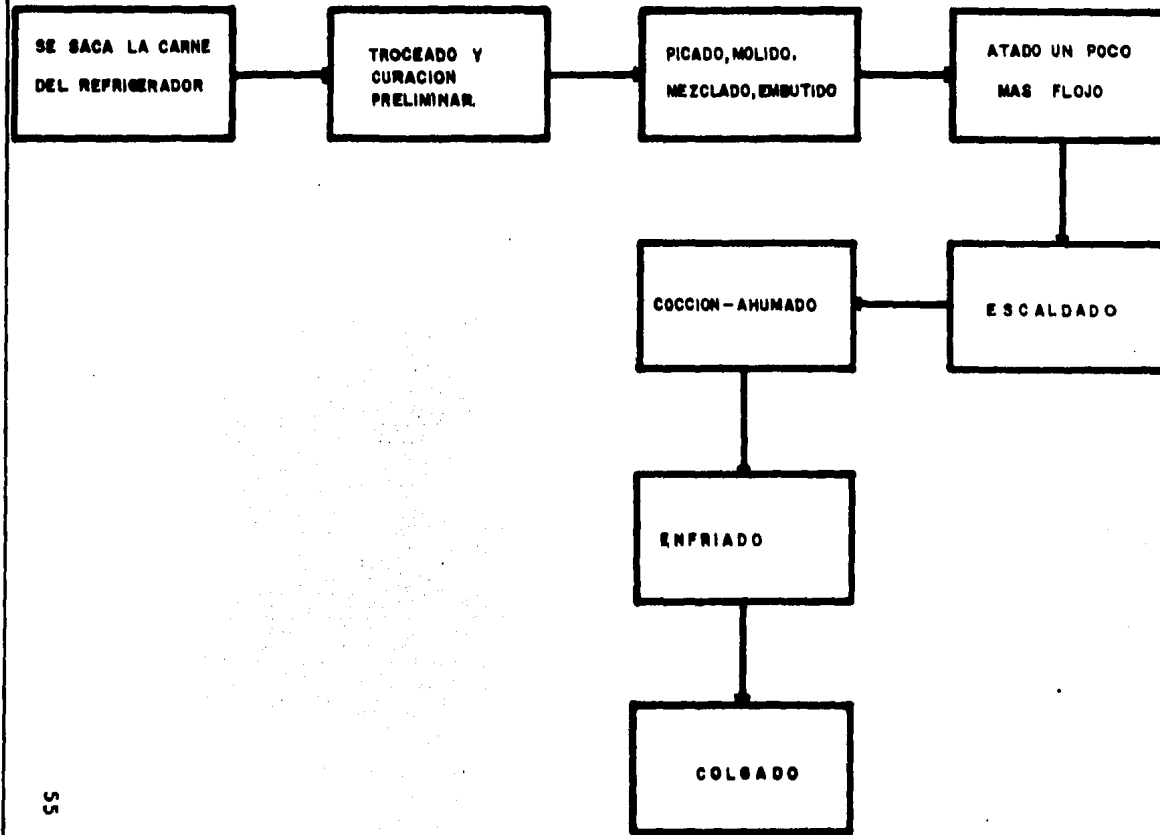 SE SACA LA CARNE
DEL REFRIGERADOR
TROCEADO Y
CURACION
PRELIMINAR.
PICADO, MOLIDO.
MEZCLADO, EMBUTIDO
ATADO UN POCO
MAS FLOJO
ESCALDADO
COCCION-AHUMADO
ENFRIADO
COLGADO
55